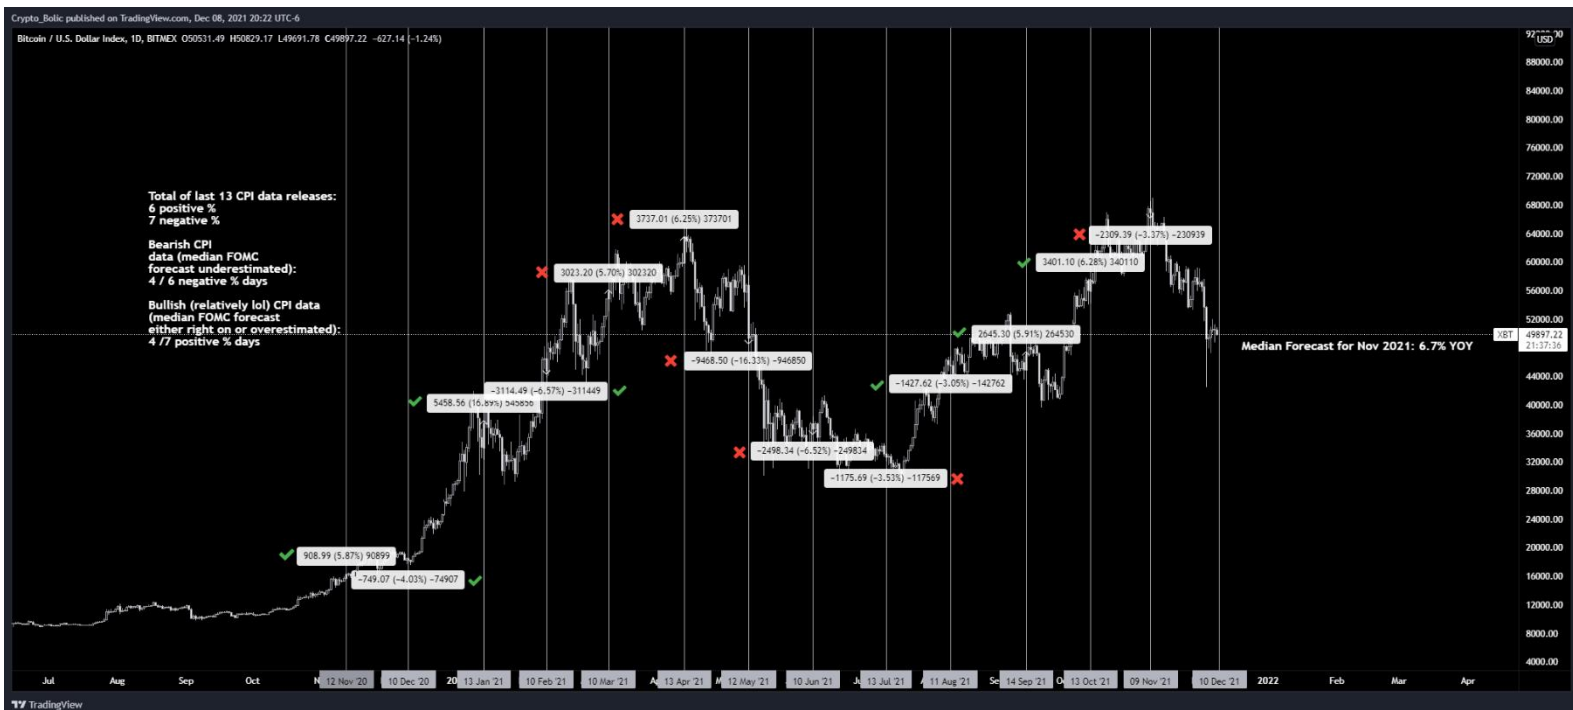 Crypto_Bolic published on TradingView.com, Dec 08, 2021 20:22 UTC-6
Bitcoin / U.S. Dollar Index, 1D, BITMEX O50531.49 H50829.17 L49691.78 C49897.22 −627.14 (−1.24%)
USD
88000.00
84000.00
80000.00
76000.00
72000.00
68000.00
64000.00
60000.00
56000.00
52000.00
XBT 49897.22
21:37:36
44000.00
40000.00
36000.00
32000.00
28000.00
24000.00
20000.00
16000.00
12000.00
8000.00
4000.00
Total of last 13 CPI data releases:
6 positive %
7 negative %
Bearish CPI
data (median FOMC
forecast underestimated):
4 / 6 negative % days
Bullish (relatively lol) CPI data
(median FOMC forecast
either right on or overestimated):
4 /7 positive % days
3737.01 (6.25%) 373701
3023.20 (5.70%) 302320
−2309.39 (−3.37%) −230939
3401.10 (6.28%) 340110
2645.30 (5.91%) 264530
Median Forecast for Nov 2021: 6.7% YOY
−9468.50 (−16.33%) −946850
−1427.62 (−3.05%) −142762
−3114.49 (−6.57%) −311449
5458.56 (16.89%) 545856
−2498.34 (−6.52%) −249834
−1175.69 (−3.53%) −117569
908.99 (5.87%) 90899
−749.07 (−4.03%) −74907
Jul Aug Sep Oct 12 Nov '20 10 Dec '20 13 Jan '21 10 Feb '21 10 Mar '21 13 Apr '21 12 May '21 10 Jun '21 13 Jul '21 11 Aug '21 14 Sep '21 13 Oct '21 09 Nov '21 10 Dec '21 2022 Feb Mar Apr
TradingView